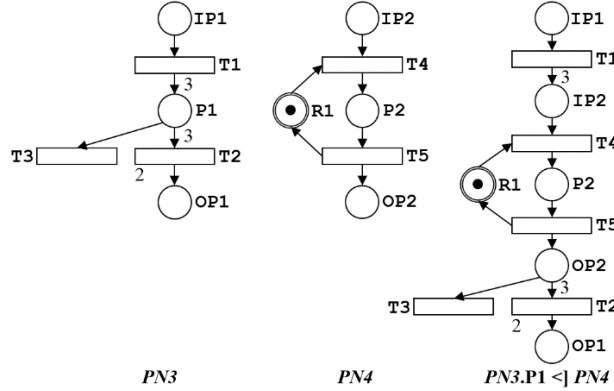 IP1 IP2 IP1
T1 T4 T1
3 3
P1 R1 P2 IP2
3
T3 T2 T5 T4
2
R1 P2
OP1 OP2
T5
OP2
3
T3 T2
2
OP1
PN3 PN4 PN3.P1 <] PN4